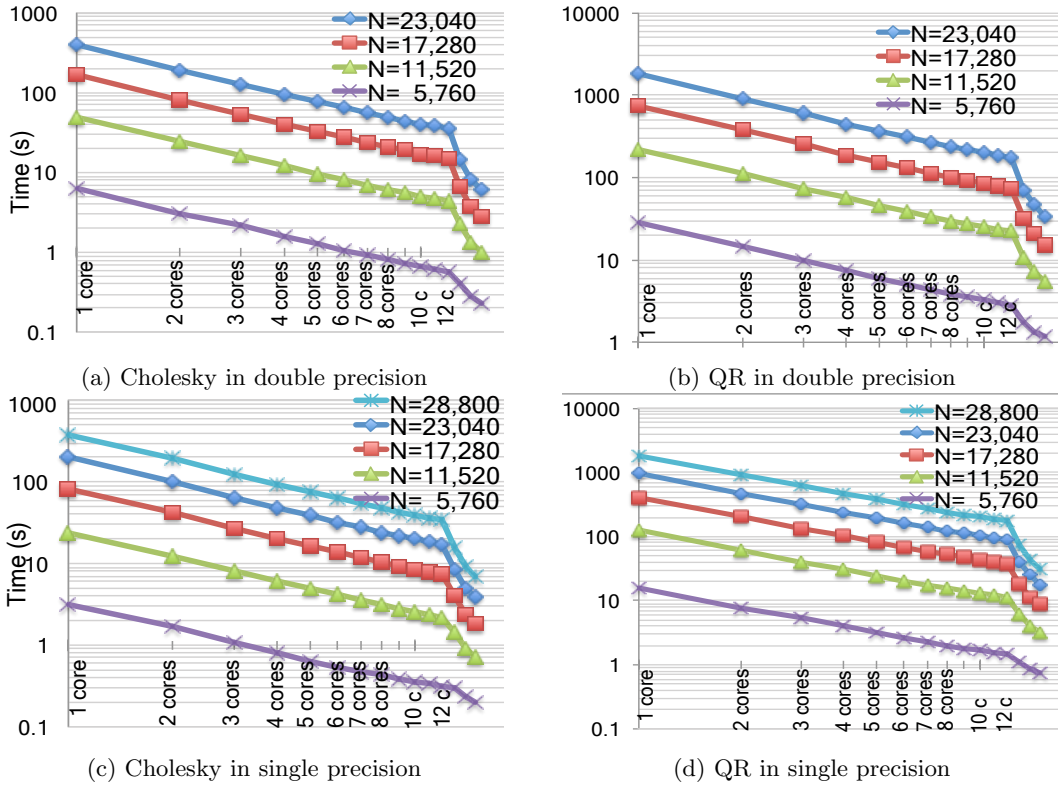 1000
100
10
1
0.1
Time (s)
N=23,040
N=17,280
N=11,520
N= 5,760
1 core
2 cores
3 cores
4 cores
5 cores
6 cores
7 cores
8 cores
10 c
12 c
(a) Cholesky in double precision
10000
1000
100
10
1
N=23,040
N=17,280
N=11,520
N= 5,760
1 core
2 cores
3 cores
4 cores
5 cores
6 cores
7 cores
8 cores
10 c
12 c
(b) QR in double precision
1000
100
10
1
0.1
Time (s)
N=28,800
N=23,040
N=17,280
N=11,520
N= 5,760
1 core
2 cores
3 cores
4 cores
5 cores
6 cores
7 cores
8 cores
10 c
12 c
(c) Cholesky in single precision
10000
1000
100
10
1
0.1
N=28,800
N=23,040
N=17,280
N=11,520
N= 5,760
1 core
2 cores
3 cores
4 cores
5 cores
6 cores
7 cores
8 cores
10 c
12 c
(d) QR in single precision